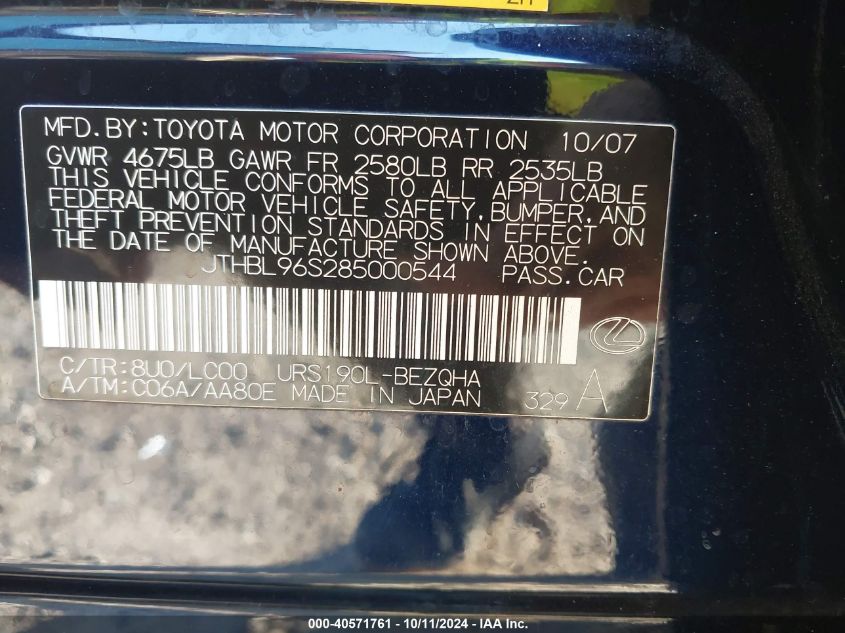 MFD.BY:TOYOTA MOTOR CORPORATION 10/07
GVWR 4675LB GAWR FR 2580LB RR 2535LB
THIS VEHICLE CONFORMS TO ALL APPLICABLE
FEDERAL MOTOR VEHICLE SAFETY,BUMPER,AND
THEFT PREVENTION STANDARDS IN EFFECT ON
THE DATE OF MANUFACTURE SHOWN ABOVE.
JTHBL96S285000544 PASS.CAR
C/TR:8U0/LC00 URS190L-BEZQHA
A/TM:C06A/AA80E MADE IN JAPAN 329 A
000-40571761 - 10/11/2024 - IAA Inc.